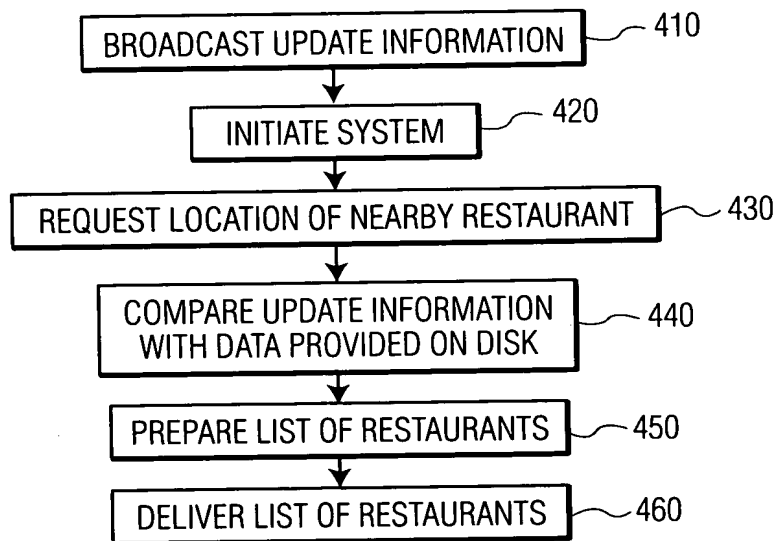 BROADCAST UPDATE INFORMATION
410
INITIATE SYSTEM
420
REQUEST LOCATION OF NEARBY RESTAURANT
430
COMPARE UPDATE INFORMATION
WITH DATA PROVIDED ON DISK
440
PREPARE LIST OF RESTAURANTS
450
DELIVER LIST OF RESTAURANTS
460